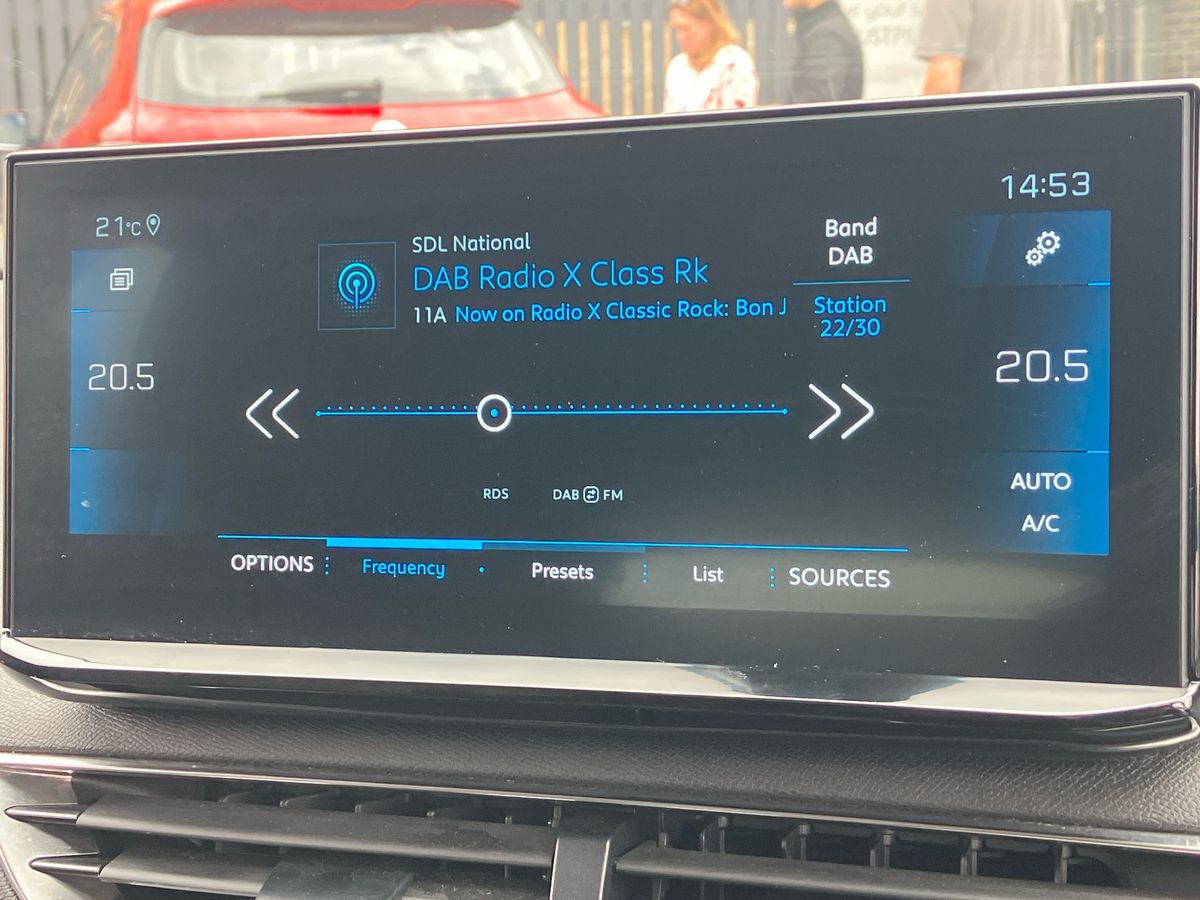 14:53
21°C
SDL National
DAB Radio X Class Rk
11A Now on Radio X Classic Rock: Bon J
Band
DAB
Station
22/30
20.5
20.5
RDS
DAB FM
AUTO
A/C
OPTIONS
Frequency
Presets
List
SOURCES